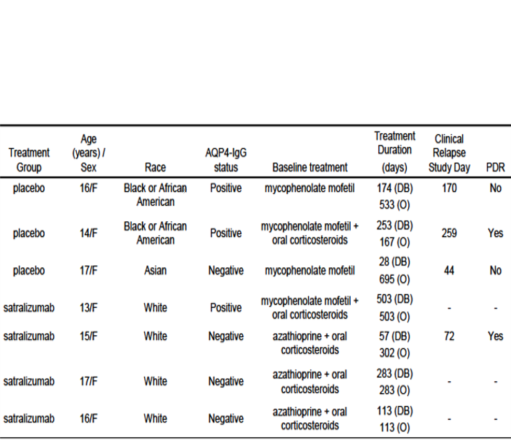 Treatment Group | Age (years) / Sex | Race | AQP4-IgG status | Baseline treatment | Treatment Duration (days) | Clinical Relapse Study Day | PDR
placebo | 16/F | Black or African American | Positive | mycophenolate mofetil | 174 (DB) 533 (O) | 170 | No
placebo | 14/F | Black or African American | Positive | mycophenolate mofetil + oral corticosteroids | 253 (DB) 167 (O) | 259 | Yes
placebo | 17/F | Asian | Negative | mycophenolate mofetil | 28 (DB) 695 (O) | 44 | No
satralizumab | 13/F | White | Positive | mycophenolate mofetil + oral corticosteroids | 503 (DB) 503 (O) | - | -
satralizumab | 15/F | White | Negative | azathioprine + oral corticosteroids | 57 (DB) 302 (O) | 72 | Yes
satralizumab | 17/F | White | Negative | azathioprine + oral corticosteroids | 283 (DB) 283 (O) | - | -
satralizumab | 16/F | White | Negative | azathioprine + oral corticosteroids | 113 (DB) 113 (O) | - | -